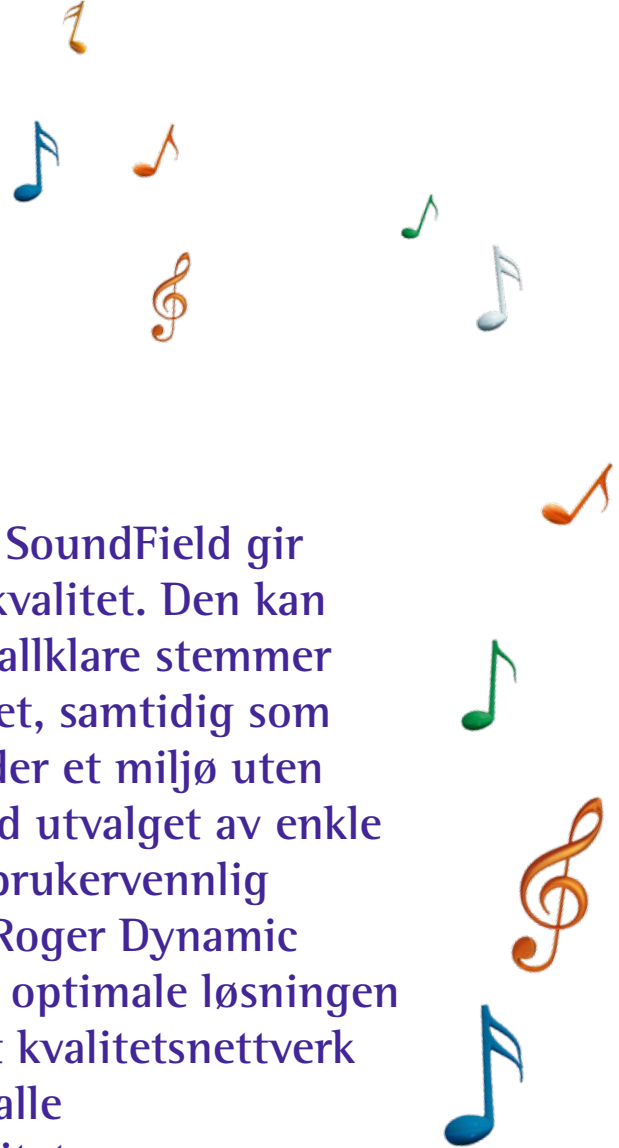 SoundField gir
kvalitet. Den kan
allklare stemmer
et, samtidig som
der et miljø uten
d utvalget av enkle
brukervennlig
Roger Dynamic
optimale løsningen
t kvalitetsnettverk
alle